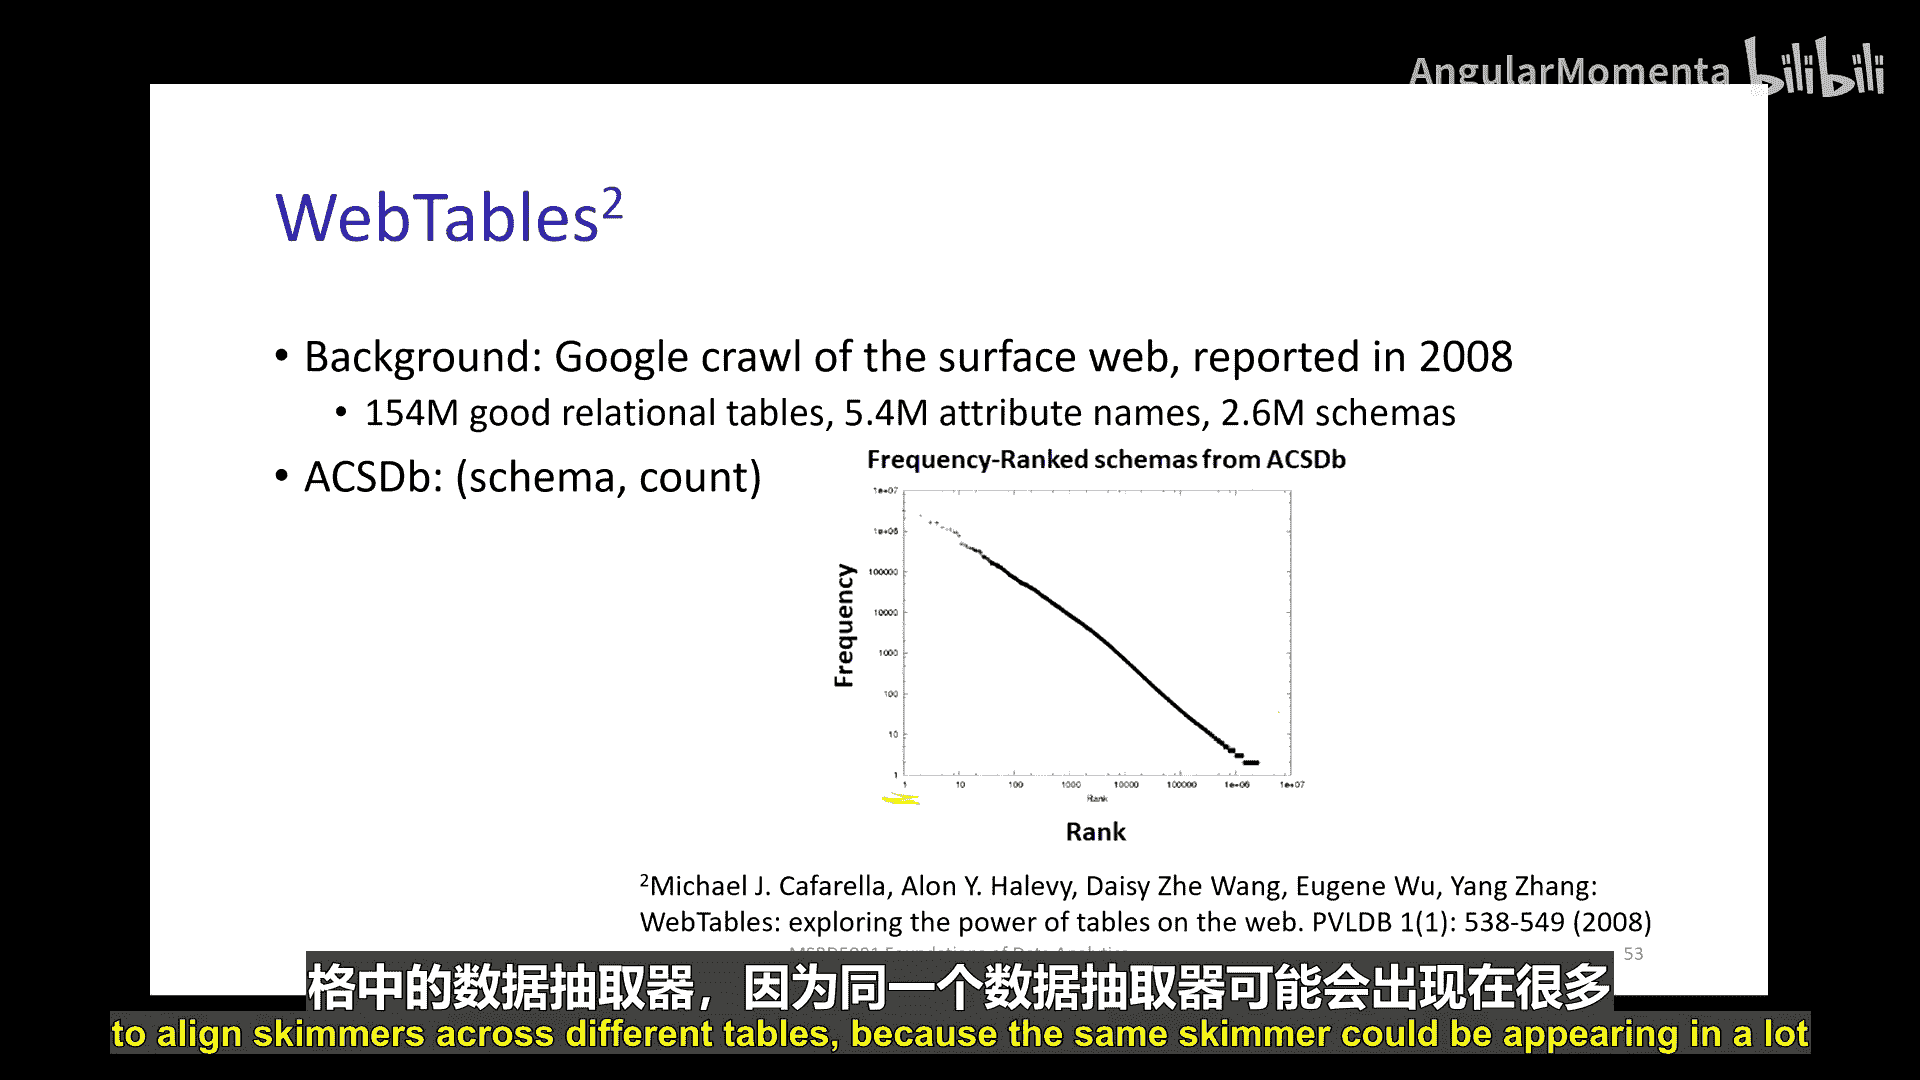 AngularMomenta bilibili
WebTables²
• Background: Google crawl of the surface web, reported in 2008
• 154M good relational tables, 5.4M attribute names, 2.6M schemas
• ACSDb: (schema, count)
Frequency-Ranked schemas from ACSDb
Frequency
1e+07
1e+06
100000
10000
1000
100
10
1
1 10 100 1000 10000 100000 1e+06 1e+07
Rank
Rank
²Michael J. Cafarella, Alon Y. Halevy, Daisy Zhe Wang, Eugene Wu, Yang Zhang:
WebTables: exploring the power of tables on the web. PVLDB 1(1): 538-549 (2008)
53
格中的数据抽取器，因为同一个数据抽取器可能会出现在很多
to align skimmers across different tables, because the same skimmer could be appearing in a lot